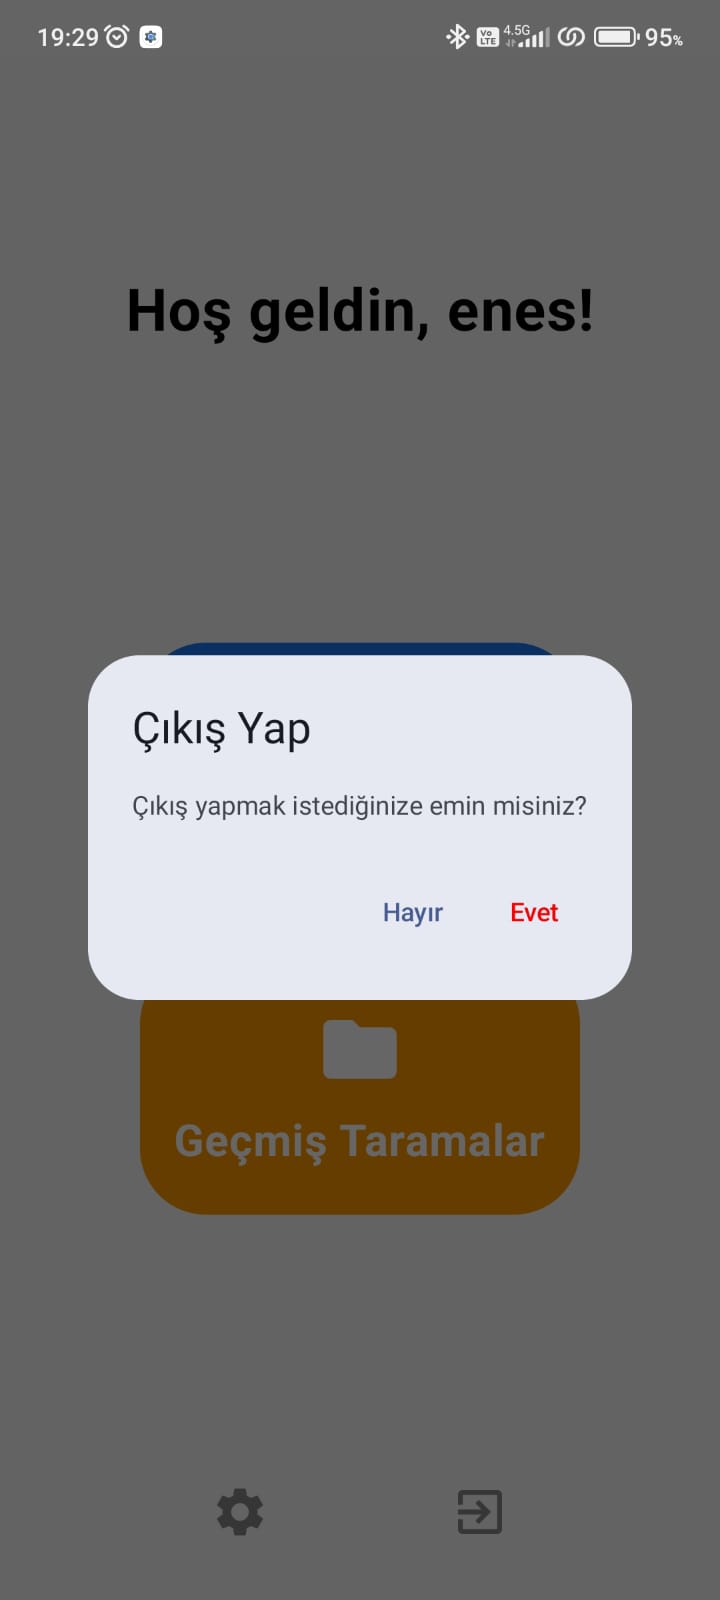 19:29
Vo LTE 4.5G 95%
Hoş geldin, enes!
Çıkış Yap
Çıkış yapmak istediğinize emin misiniz?
Hayır Evet
Geçmiş Taramalar